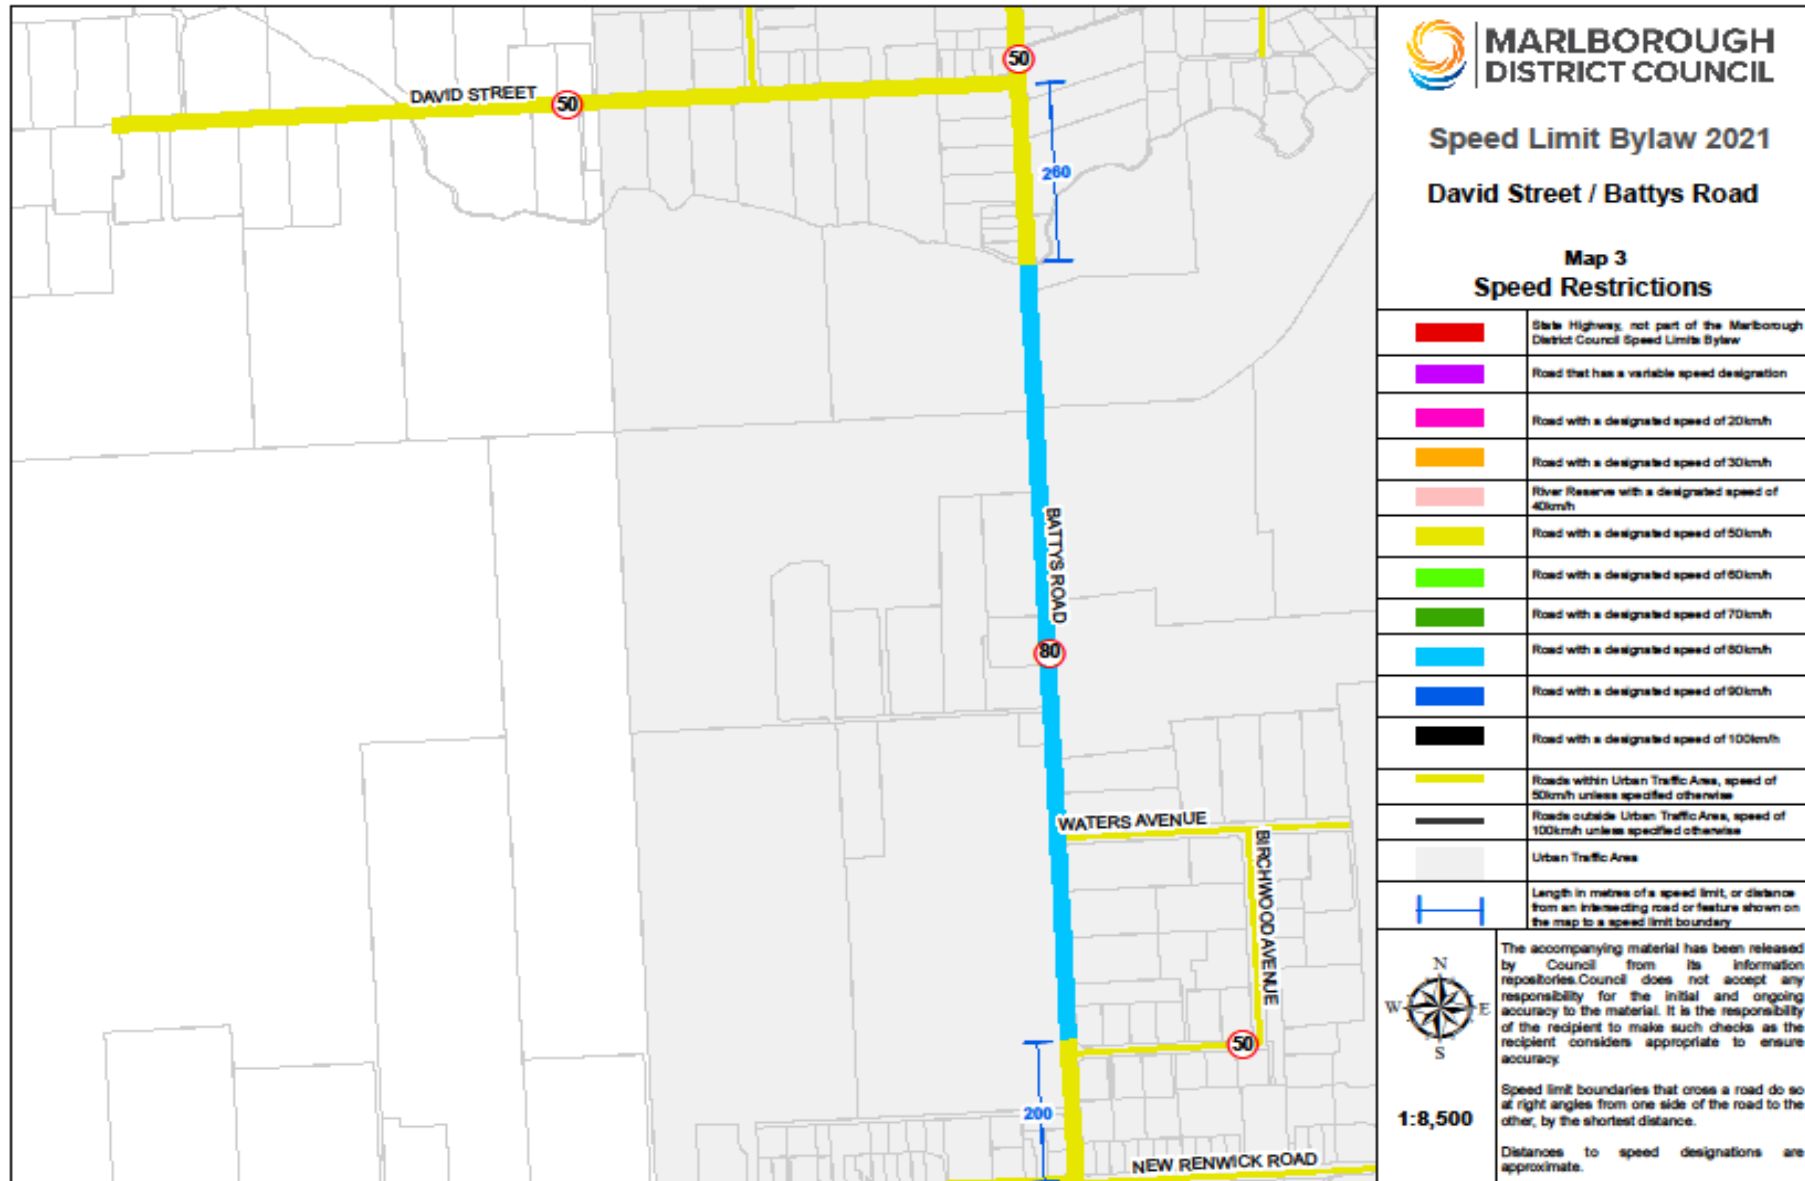 50
DAVID STREET
50
260
BATTYS ROAD
80
WATERS AVENUE
BIRCHWOOD AVENUE
50
200
NEW RENWICK ROAD
MARLBOROUGH
DISTRICT COUNCIL
Speed Limit Bylaw 2021
David Street / Battys Road
Map 3
Speed Restrictions
State Highway, not part of the Marlborough
District Council Speed Limits Bylaw
Road that has a variable speed designation
Road with a designated speed of 20km/h
Road with a designated speed of 30km/h
River Reserve with a designated speed of
40km/h
Road with a designated speed of 50km/h
Road with a designated speed of 60km/h
Road with a designated speed of 70km/h
Road with a designated speed of 80km/h
Road with a designated speed of 90km/h
Road with a designated speed of 100km/h
Roads within Urban Traffic Area, speed of
50km/h unless specified otherwise
Roads outside Urban Traffic Area, speed of
100km/h unless specified otherwise
Urban Traffic Area
Length in metres of a speed limit, or distance
from an intersecting road or feature shown on
the map to a speed limit boundary
N
W E
S
1:8,500
The accompanying material has been released
by Council from its information
repositories.Council does not accept any
responsibility for the initial and ongoing
accuracy to the material. It is the responsibility
of the recipient to make such checks as the
recipient considers appropriate to ensure
accuracy.
Speed limit boundaries that cross a road do so
at right angles from one side of the road to the
other, by the shortest distance.
Distances to speed designations are
approximate.